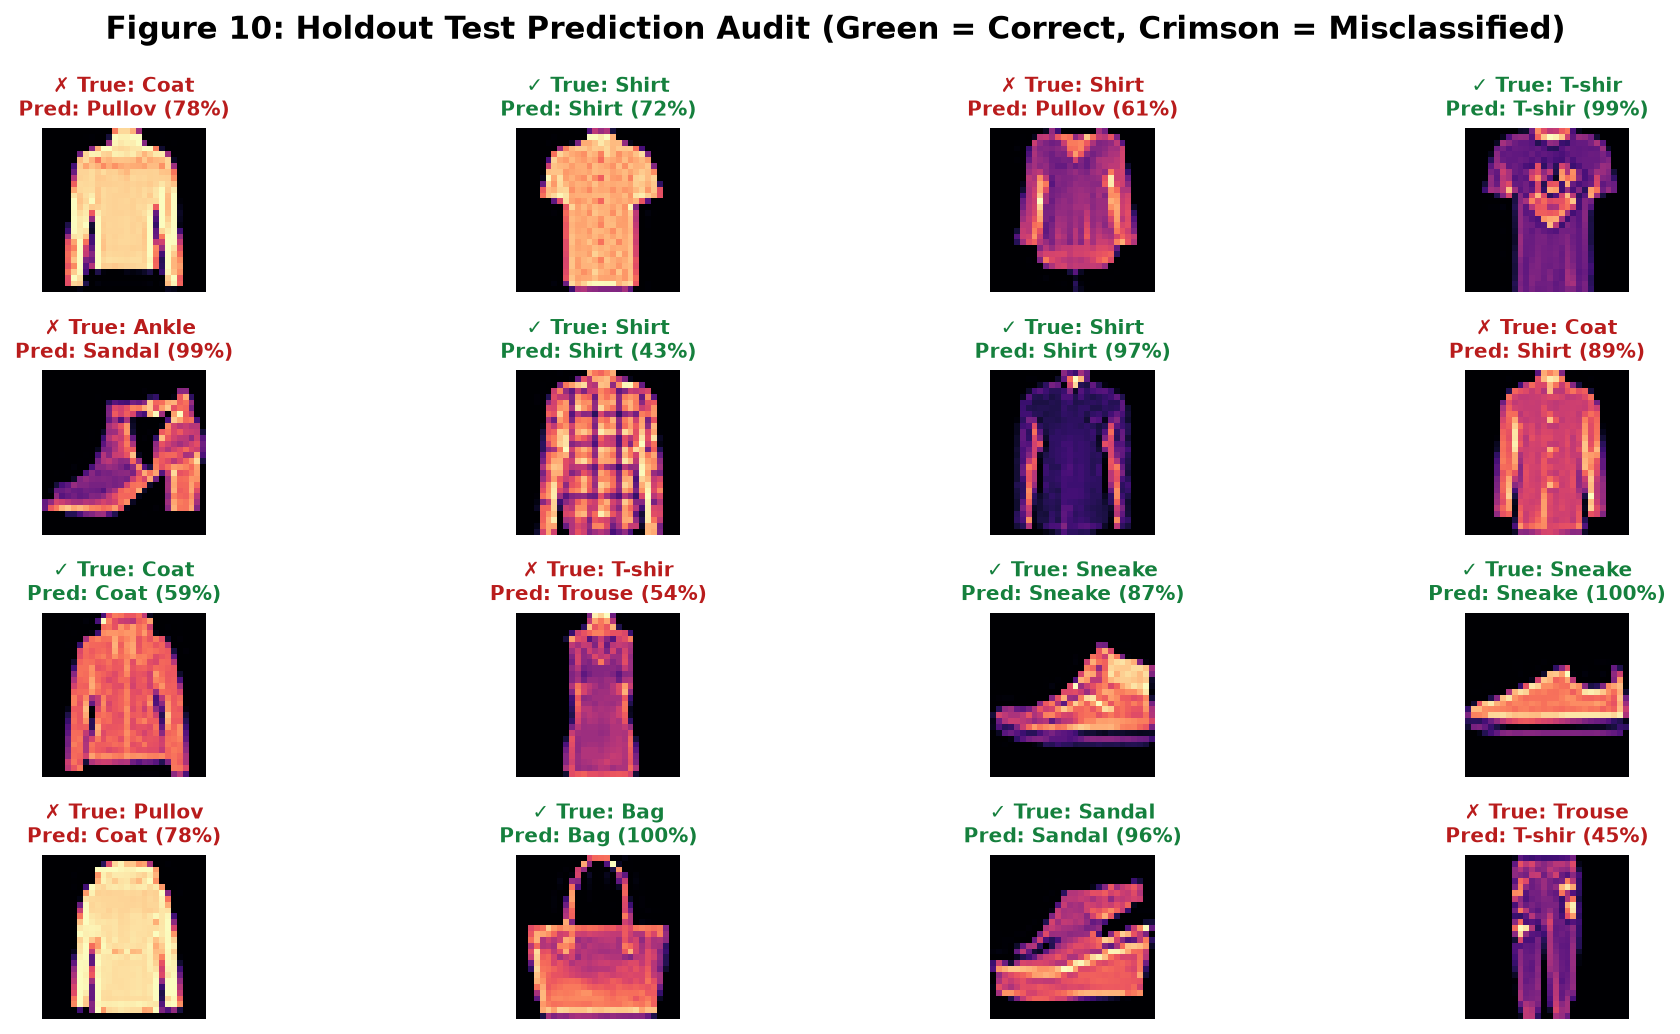 Figure 10: Holdout Test Prediction Audit (Green = Correct, Crimson = Misclassified)
✗ True: Coat
Pred: Pullov (78%)
✓ True: Shirt
Pred: Shirt (72%)
✗ True: Shirt
Pred: Pullov (61%)
✓ True: T-shir
Pred: T-shir (99%)
✗ True: Ankle
Pred: Sandal (99%)
✓ True: Shirt
Pred: Shirt (43%)
✓ True: Shirt
Pred: Shirt (97%)
✗ True: Coat
Pred: Shirt (89%)
✓ True: Coat
Pred: Coat (59%)
✗ True: T-shir
Pred: Trouse (54%)
✓ True: Sneake
Pred: Sneake (87%)
✓ True: Sneake
Pred: Sneake (100%)
✗ True: Pullov
Pred: Coat (78%)
✓ True: Bag
Pred: Bag (100%)
✓ True: Sandal
Pred: Sandal (96%)
✗ True: Trouse
Pred: T-shir (45%)